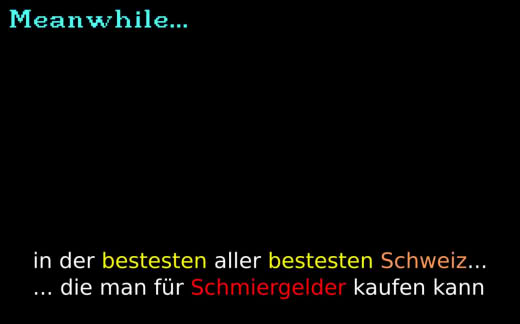 Meanwhile...
in der bestesten aller bestesten Schweiz...
... die man für Schmiergelder kaufen kann